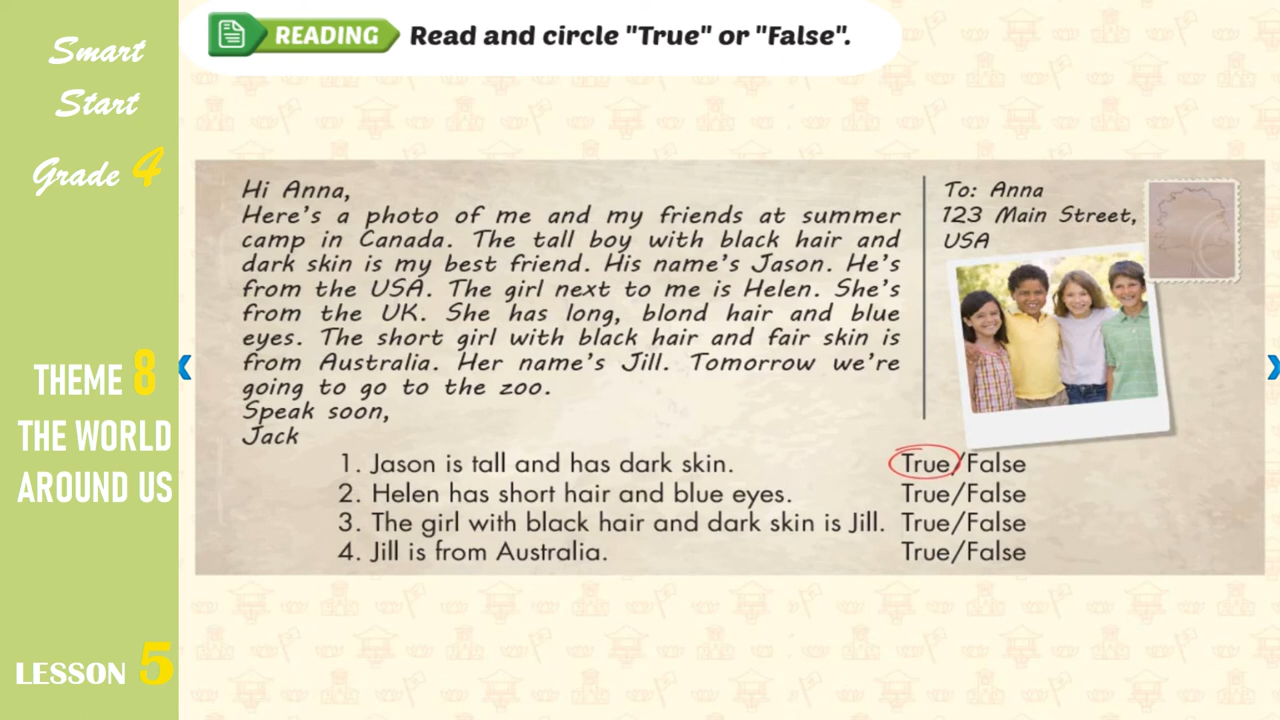 Smart
Start
Grade 4
THEME 8
THE WORLD
AROUND US
LESSON 5
READING Read and circle "True" or "False".
Hi Anna,
Here's a photo of me and my friends at summer
camp in Canada. The tall boy with black hair and
dark skin is my best friend. His name's Jason. He's
from the USA. The girl next to me is Helen. She's
from the UK. She has long, blond hair and blue
eyes. The short girl with black hair and fair skin is
from Australia. Her name's Jill. Tomorrow we're
going to go to the zoo.
Speak soon,
Jack
To: Anna
123 Main Street,
USA
1. Jason is tall and has dark skin. True/False
2. Helen has short hair and blue eyes. True/False
3. The girl with black hair and dark skin is Jill. True/False
4. Jill is from Australia. True/False